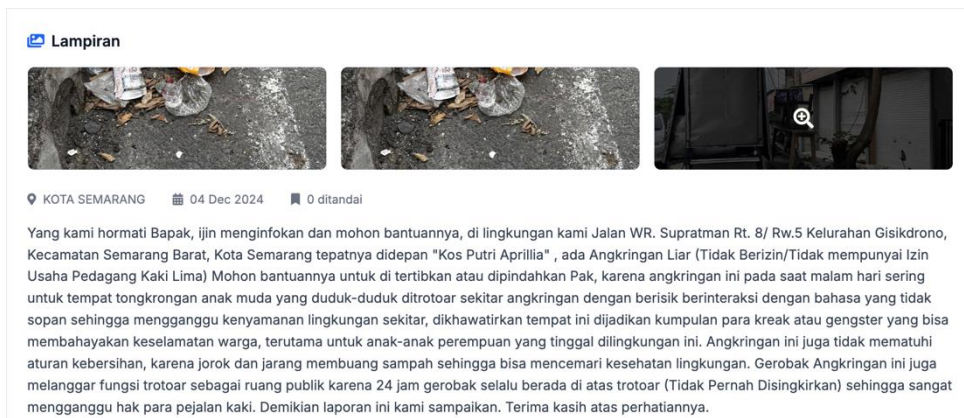 Lampiran
KOTA SEMARANG 04 Dec 2024 0 ditandai
Yang kami hormati Bapak, ijin menginfokan dan mohon bantuannya, di lingkungan kami Jalan WR. Supratman Rt. 8/ Rw.5 Kelurahan Gisikdrono,
Kecamatan Semarang Barat, Kota Semarang tepatnya didepan "Kos Putri Aprillia" , ada Angkringan Liar (Tidak Berizin/Tidak mempunyai Izin
Usaha Pedagang Kaki Lima) Mohon bantuannya untuk di tertibkan atau dipindahkan Pak, karena angkringan ini pada saat malam hari sering
untuk tempat tongkrongan anak muda yang duduk-duduk ditrotoar sekitar angkringan dengan berisik berinteraksi dengan bahasa yang tidak
sopan sehingga mengganggu kenyamanan lingkungan sekitar, dikhawatirkan tempat ini dijadikan kumpulan para kreak atau gengster yang bisa
membahayakan keselamatan warga, terutama untuk anak-anak perempuan yang tinggal dilingkungan ini. Angkringan ini juga tidak mematuhi
aturan kebersihan, karena jorok dan jarang membuang sampah sehingga bisa mencemari kesehatan lingkungan. Gerobak Angkringan ini juga
melanggar fungsi trotoar sebagai ruang publik karena 24 jam gerobak selalu berada di atas trotoar (Tidak Pernah Disingkirkan) sehingga sangat
mengganggu hak para pejalan kaki. Demikian laporan ini kami sampaikan. Terima kasih atas perhatiannya.